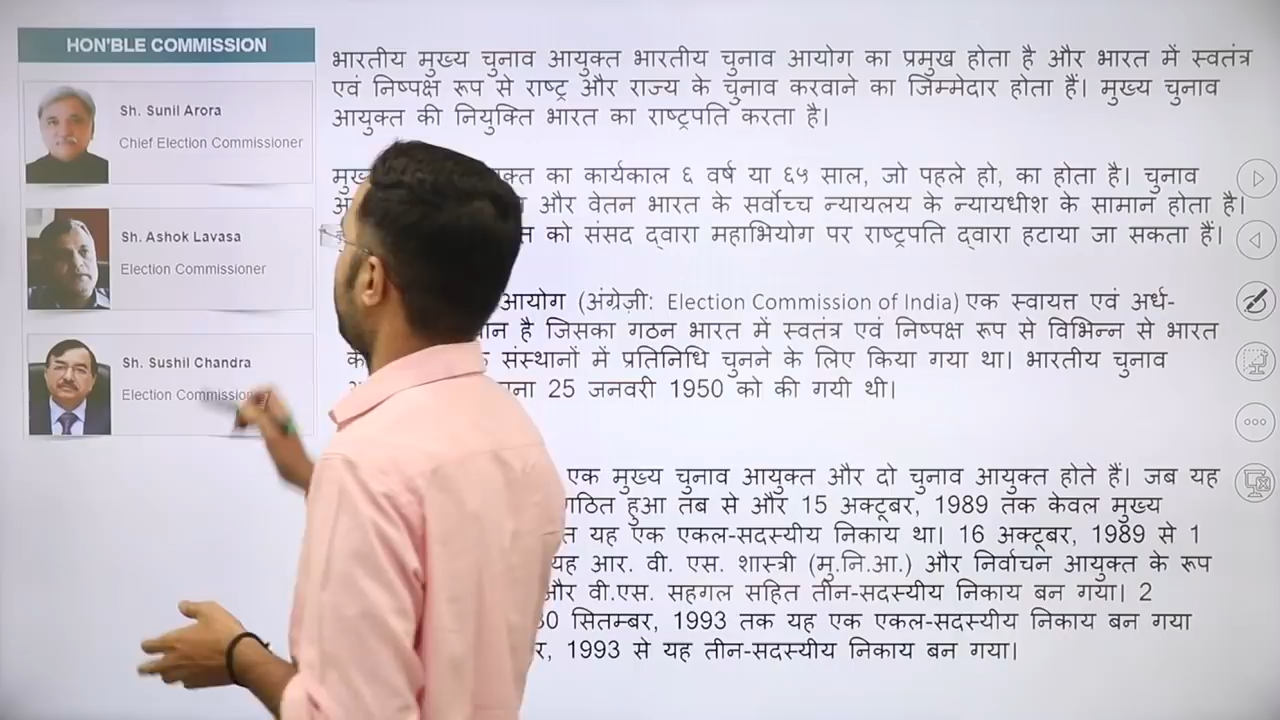 HON'BLE COMMISSION
Sh. Sunil Arora
Chief Election Commissioner
Sh. Ashok Lavasa
Election Commissioner
Sh. Sushil Chandra
Election Commissioner
भारतीय मुख्य चुनाव आयुक्त भारतीय चुनाव आयोग का प्रमुख होता है और भारत में स्वतंत्र
एवं निष्पक्ष रूप से राष्ट्र और राज्य के चुनाव करवाने का जिम्मेदार होता हैं। मुख्य चुनाव
आयुक्त की नियुक्ति भारत का राष्ट्रपति करता है।
का कार्यकाल ६ वर्ष या ६५ साल, जो पहले हो, का होता है। चुनाव
और वेतन भारत के सर्वोच्च न्यायलय के न्यायधीश के सामान होता है।
को संसद द्वारा महाभियोग पर राष्ट्रपति द्वारा हटाया जा सकता हैं।
आयोग (अंग्रेज़ी: Election Commission of India) एक स्वायत्त एवं अर्ध-
है जिसका गठन भारत में स्वतंत्र एवं निष्पक्ष रूप से विभिन्न से भारत
संस्थानों में प्रतिनिधि चुनने के लिए किया गया था। भारतीय चुनाव
25 जनवरी 1950 को की गयी थी।
एक मुख्य चुनाव आयुक्त और दो चुनाव आयुक्त होते हैं। जब यह
हुआ तब से और 15 अक्टूबर, 1989 तक केवल मुख्य
यह एक एकल-सदस्यीय निकाय था। 16 अक्टूबर, 1989 से 1
यह आर. वी. एस. शास्त्री (मु.नि.आ.) और निर्वाचन आयुक्त के रूप
और वी.एस. सहगल सहित तीन-सदस्यीय निकाय बन गया। 2
सितम्बर, 1993 तक यह एक एकल-सदस्यीय निकाय बन गया
1993 से यह तीन-सदस्यीय निकाय बन गया।